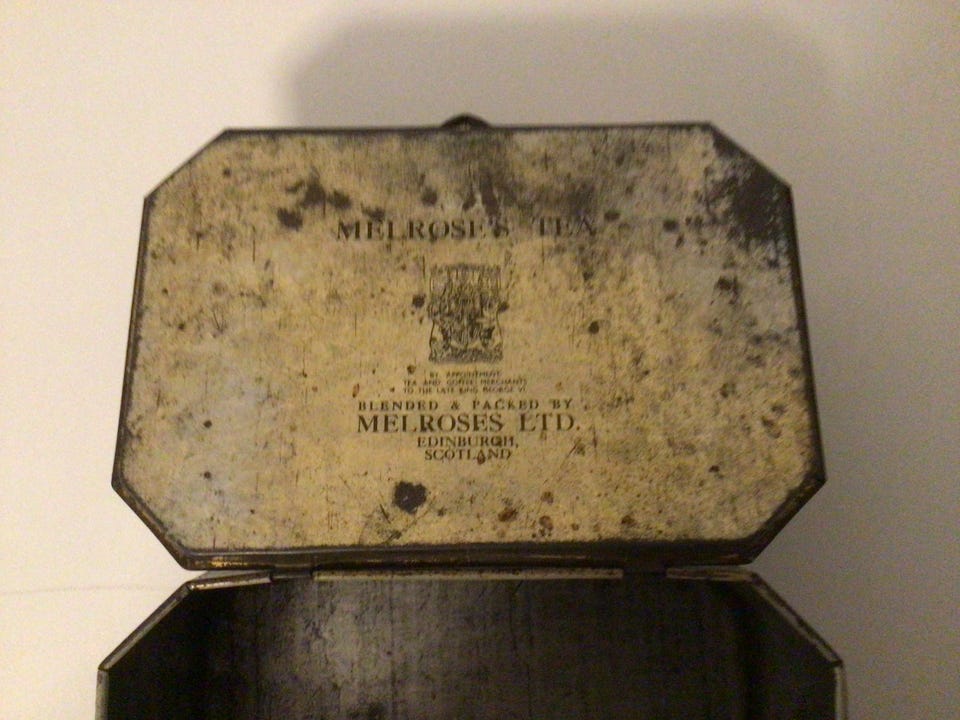 MELROSE'S TEA
BY APPOINTMENT
TEA AND COFFEE MERCHANTS
TO THE LATE KING GEORGE VI
BLENDED & PACKED BY
MELROSES LTD.
EDINBURGH,
SCOTLAND